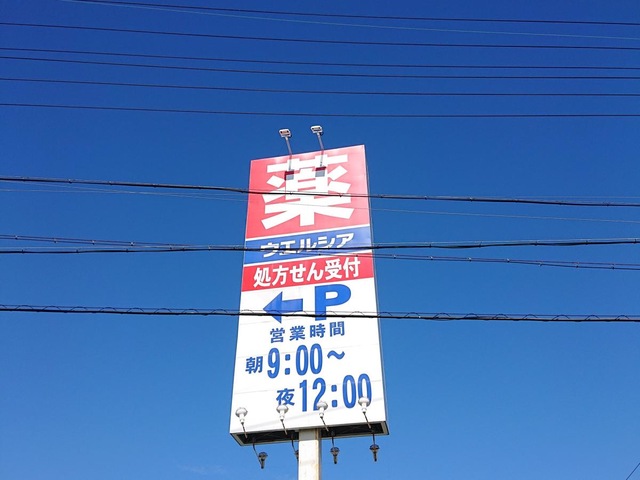 薬
ウエルシア
処方せん受付
←P
営業時間
朝9:00～
夜12:00